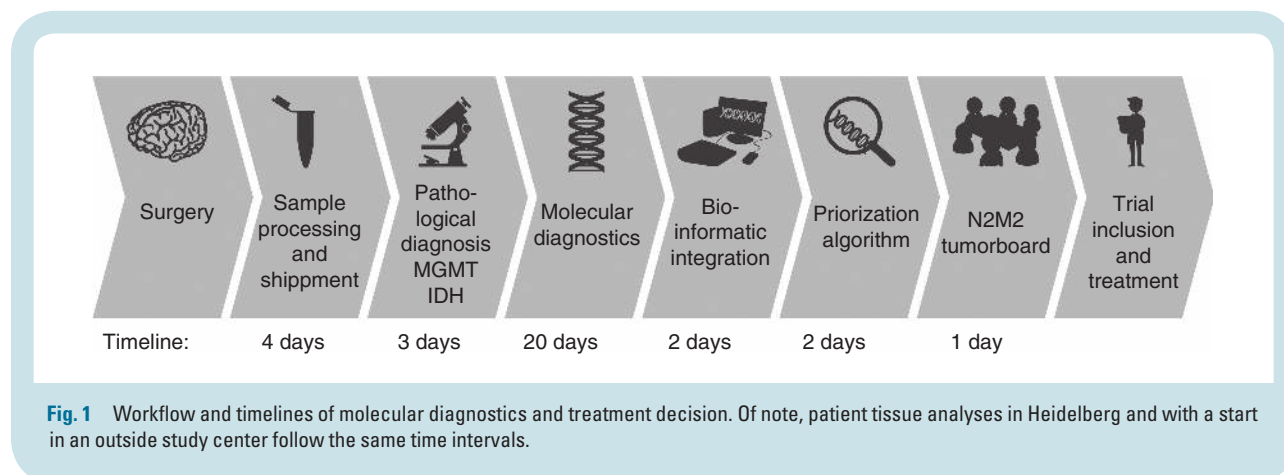 Surgery
Sample
processing
and
shippment
Patho-
logical
diagnosis
MGMT
IDH
Molecular
diagnostics
Bio-
informatic
integration
Priorization
algorithm
N2M2
tumorboard
Trial
inclusion
and
treatment
Timeline: 4 days 3 days 20 days 2 days 2 days 1 day
Fig. 1 Workflow and timelines of molecular diagnostics and treatment decision. Of note, patient tissue analyses in Heidelberg and with a start
in an outside study center follow the same time intervals.